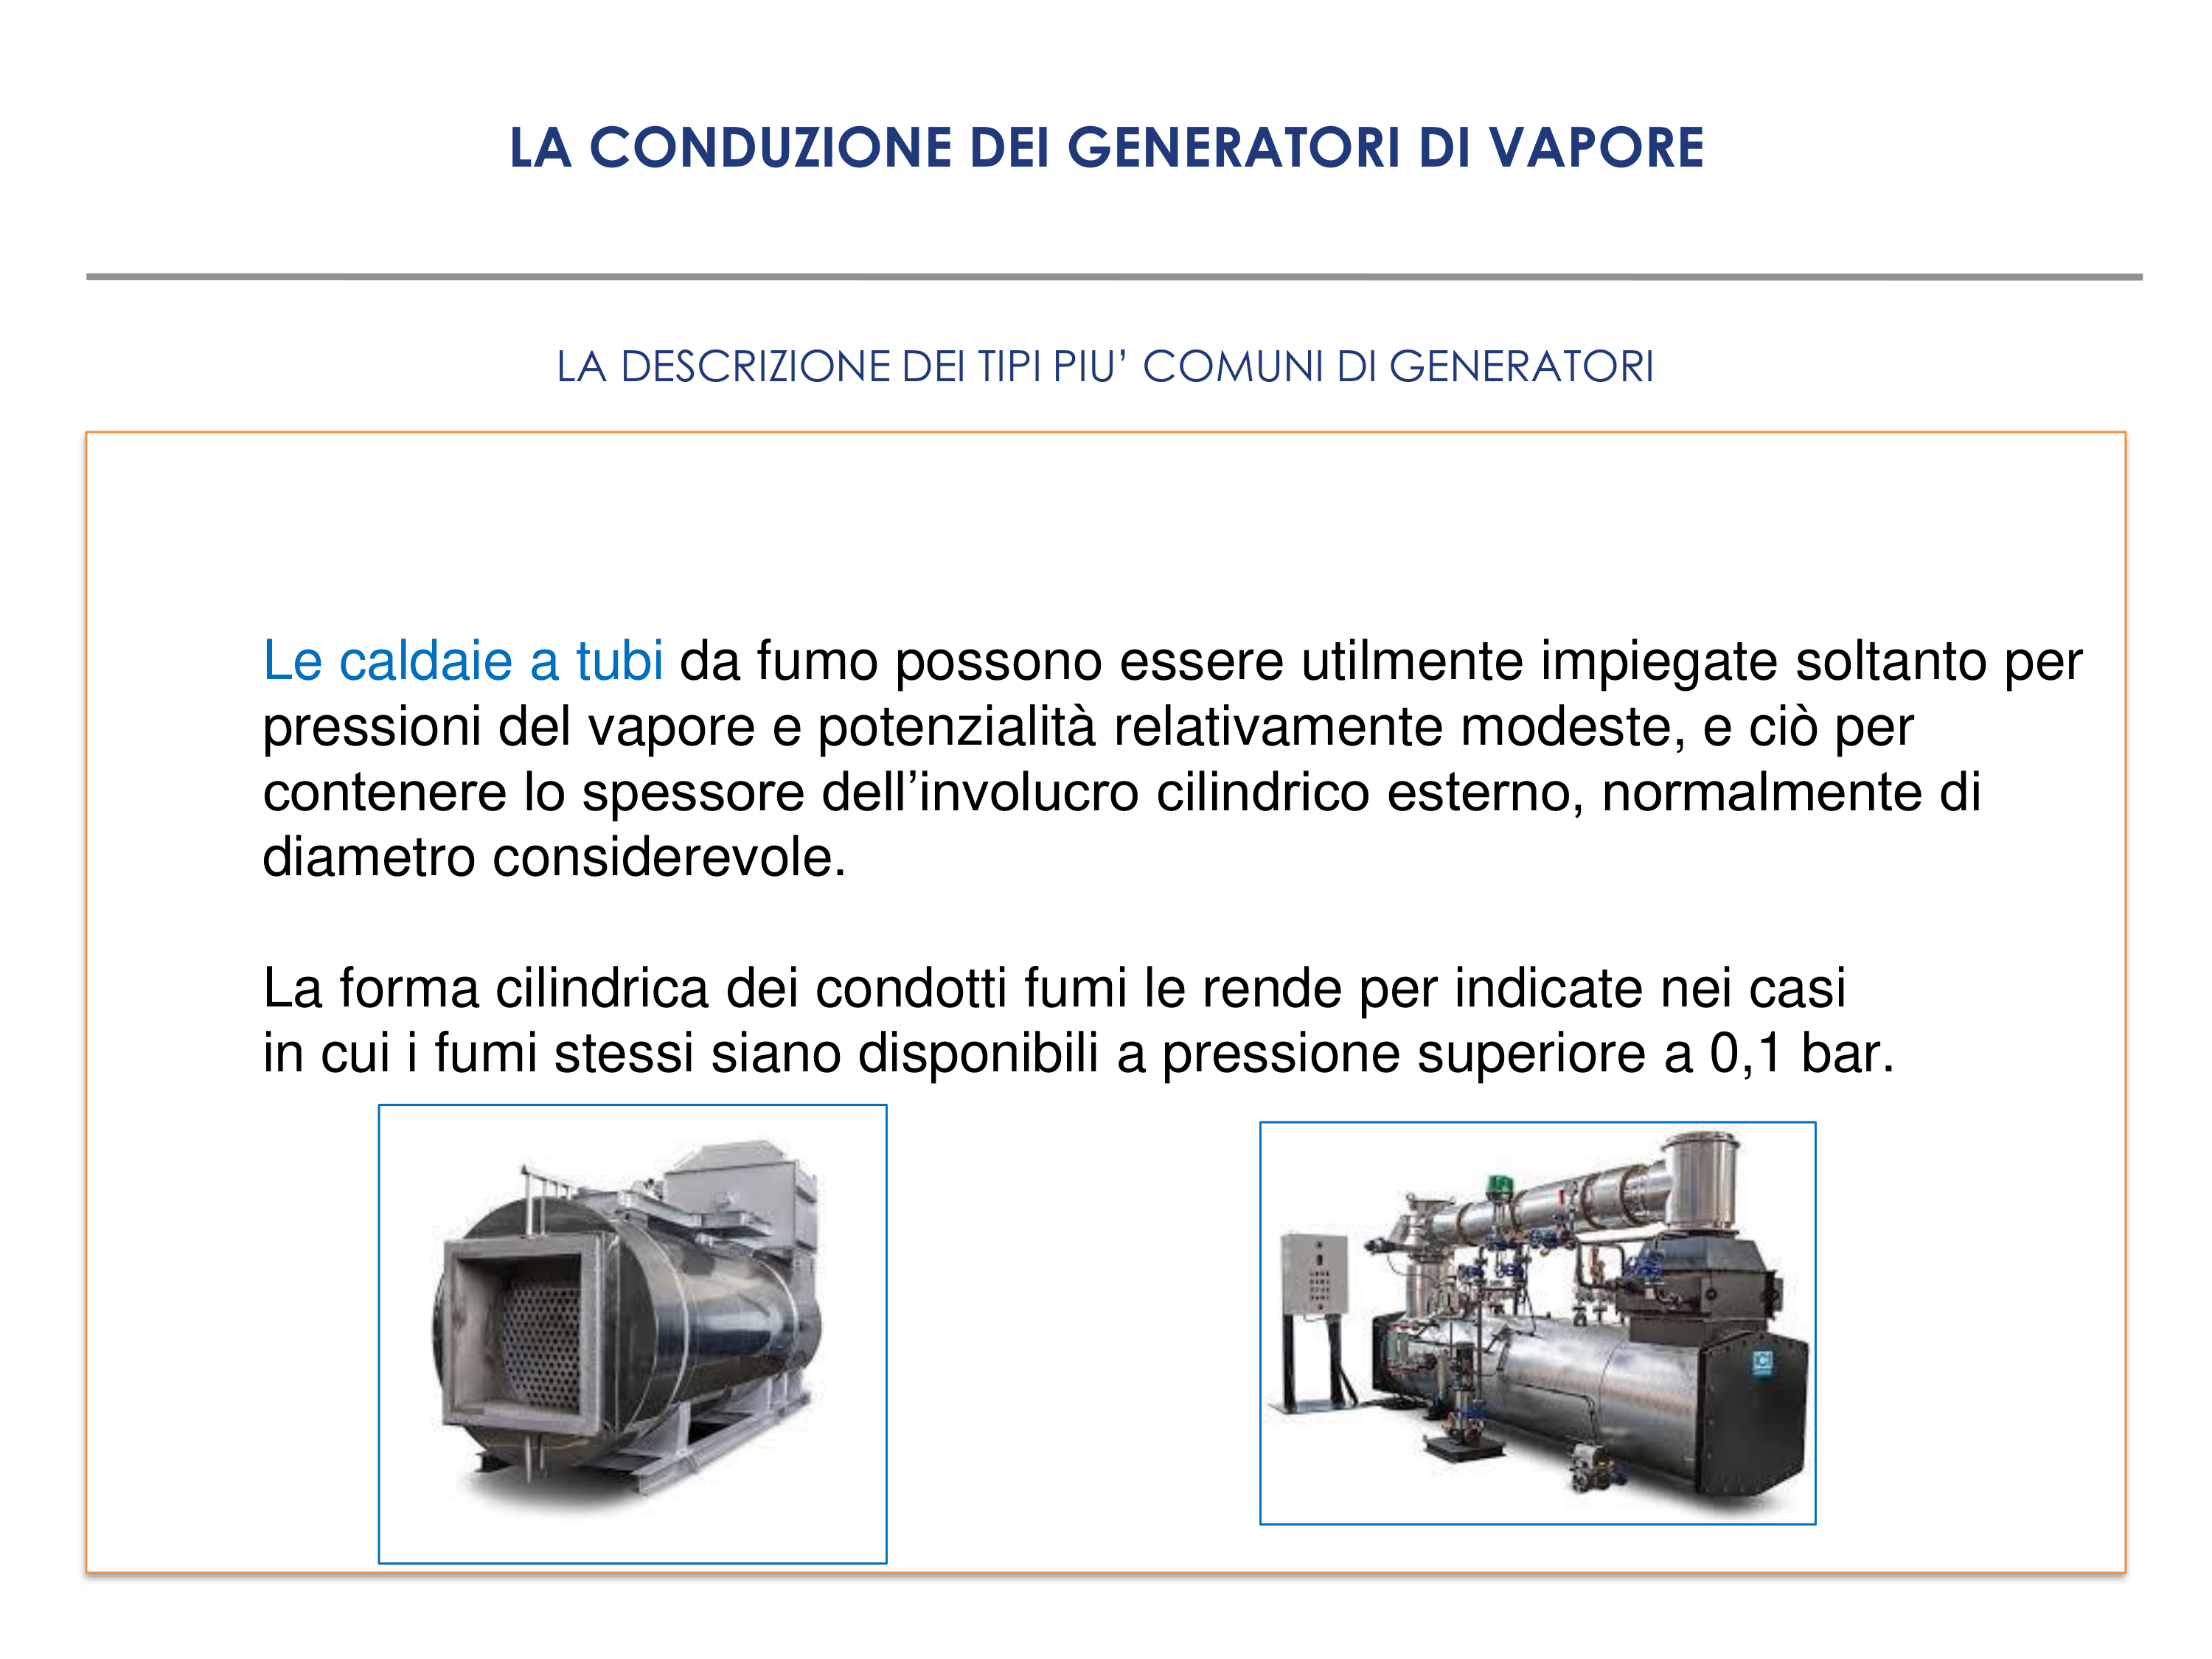 LA CONDUZIONE DEI GENERATORI DI VAPORE
LA DESCRIZIONE DEI TIPI PIU’ COMUNI DI GENERATORI
Le caldaie a tubi da fumo possono essere utilmente impiegate soltanto per
pressioni del vapore e potenzialità relativamente modeste, e ciò per
contenere lo spessore dell’involucro cilindrico esterno, normalmente di
diametro considerevole.
La forma cilindrica dei condotti fumi le rende per indicate nei casi
in cui i fumi stessi siano disponibili a pressione superiore a 0,1 bar.